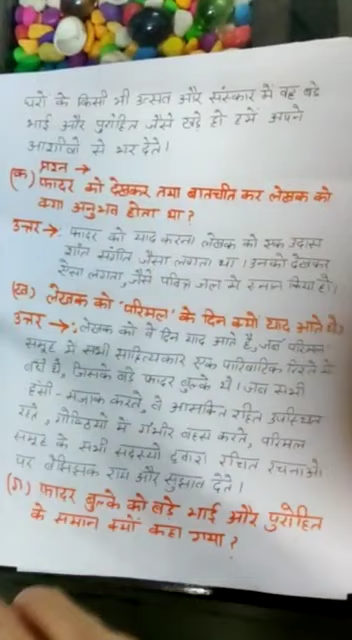 घरों के किसी भी उत्सव और संस्कार में वह बड़े
भाई और पुरोहित जैसे खड़े हो हमें अपने
आशीषों से भर देते।
प्रश्न →
(क) फादर को देखकर तथा बातचीत कर लेखक को
क्या अनुभव होता था?
उत्तर →: फादर को याद करना लेखक को एक उदास
शांत संगीत जैसा लगता था। उनको देखकर
ऐसा लगता, जैसे पवित्र जल में स्नान किया हो।
(ख) लेखक को 'परिमल' के दिन क्यों याद आते थे?
उत्तर →: लेखक को वे दिन याद आते है, जब परिमल
समूह में सभी साहित्यकार एक पारिवारिक रिश्ते में
बंधे थे, जिसके बड़े फादर बुल्के थे। जब सभी
हंसी-मजाक करते, वे आसक्ति रहित उपस्थित
रहते, गोष्ठियों में गंभीर बहस करते, परिमल
समूह के सभी सदस्यो द्वारा रचित रचनाओं
पर बेझिझक राय और सुझाव देते।
(ग) फादर बुल्के को बड़े भाई और पुरोहित
के समान क्यों कहा गया?